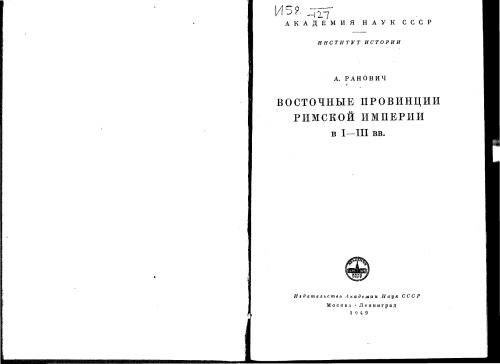 И59 127
АКАДЕМИЯ НАУК СССР
ИНСТИТУТ ИСТОРИИ
А. РАНОВИЧ
ВОСТОЧНЫЕ ПРОВИНЦИИ
РИМСКОЙ ИМПЕРИИ
в I—III вв.
Издательство Академии Наук СССР
Москва - Ленинград
1949